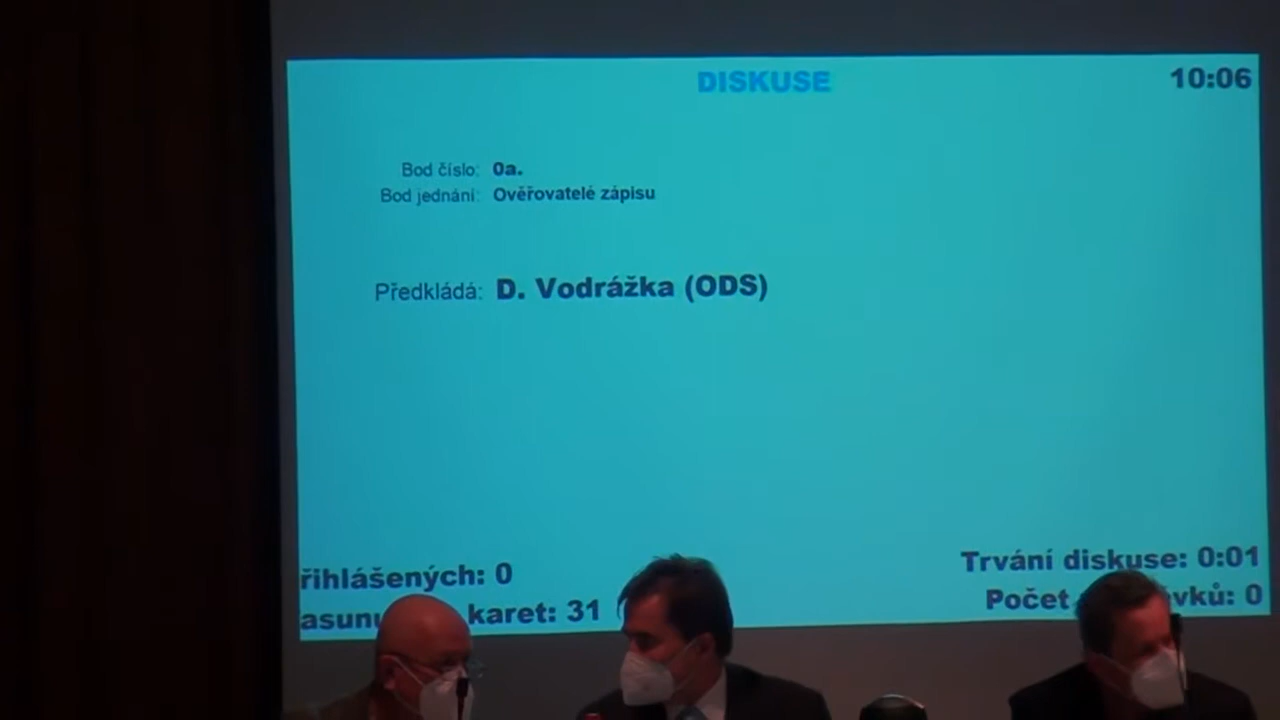 DISKUSE
10:06
Bod číslo: 0a.
Bod jednání: Ověřovatelé zápisu
Předkládá: D. Vodrážka (ODS)
řihlášených: 0
karet: 31
Trvání diskuse: 0:01
Počet
0